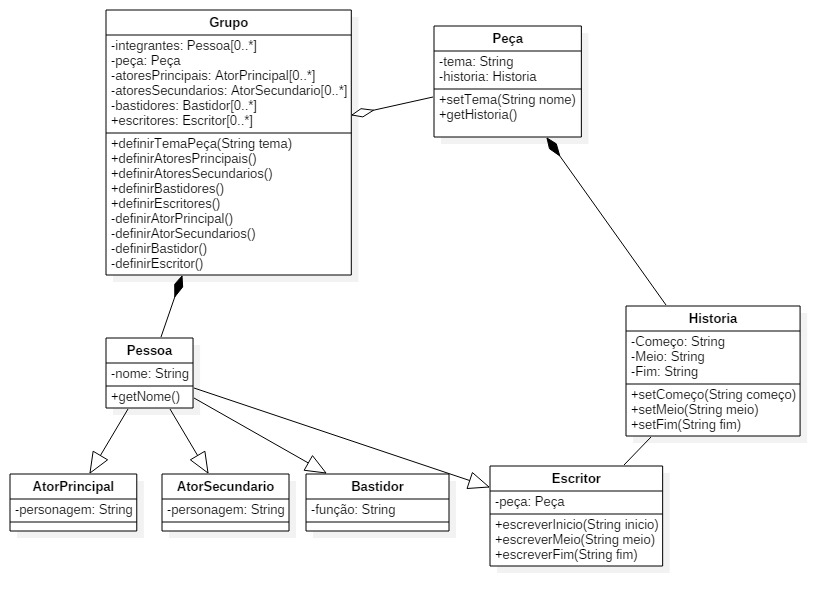 Grupo
-integrantes: Pessoa[0..*]
-peça: Peça
-atoresPrincipais: AtorPrincipal[0..*]
-atoresSecundarios: AtorSecundario[0..*]
-bastidores: Bastidor[0..*]
+escritores: Escritor[0..*]
+definirTemaPeça(String tema)
+definirAtoresPrincipais()
+definirAtoresSecundarios()
+definirBastidores()
+definirEscritores()
-definirAtorPrincipal()
-definirAtorSecundarios()
-definirBastidor()
-definirEscritor()
Peça
-tema: String
-historia: Historia
+setTema(String nome)
+getHistoria()
Historia
-Começo: String
-Meio: String
-Fim: String
+setComeço(String começo)
+setMeio(String meio)
+setFim(String fim)
Pessoa
-nome: String
+getNome()
AtorPrincipal
-personagem: String
AtorSecundario
-personagem: String
Bastidor
-função: String
Escritor
-peça: Peça
+escreverInicio(String inicio)
+escreverMeio(String meio)
+escreverFim(String fim)